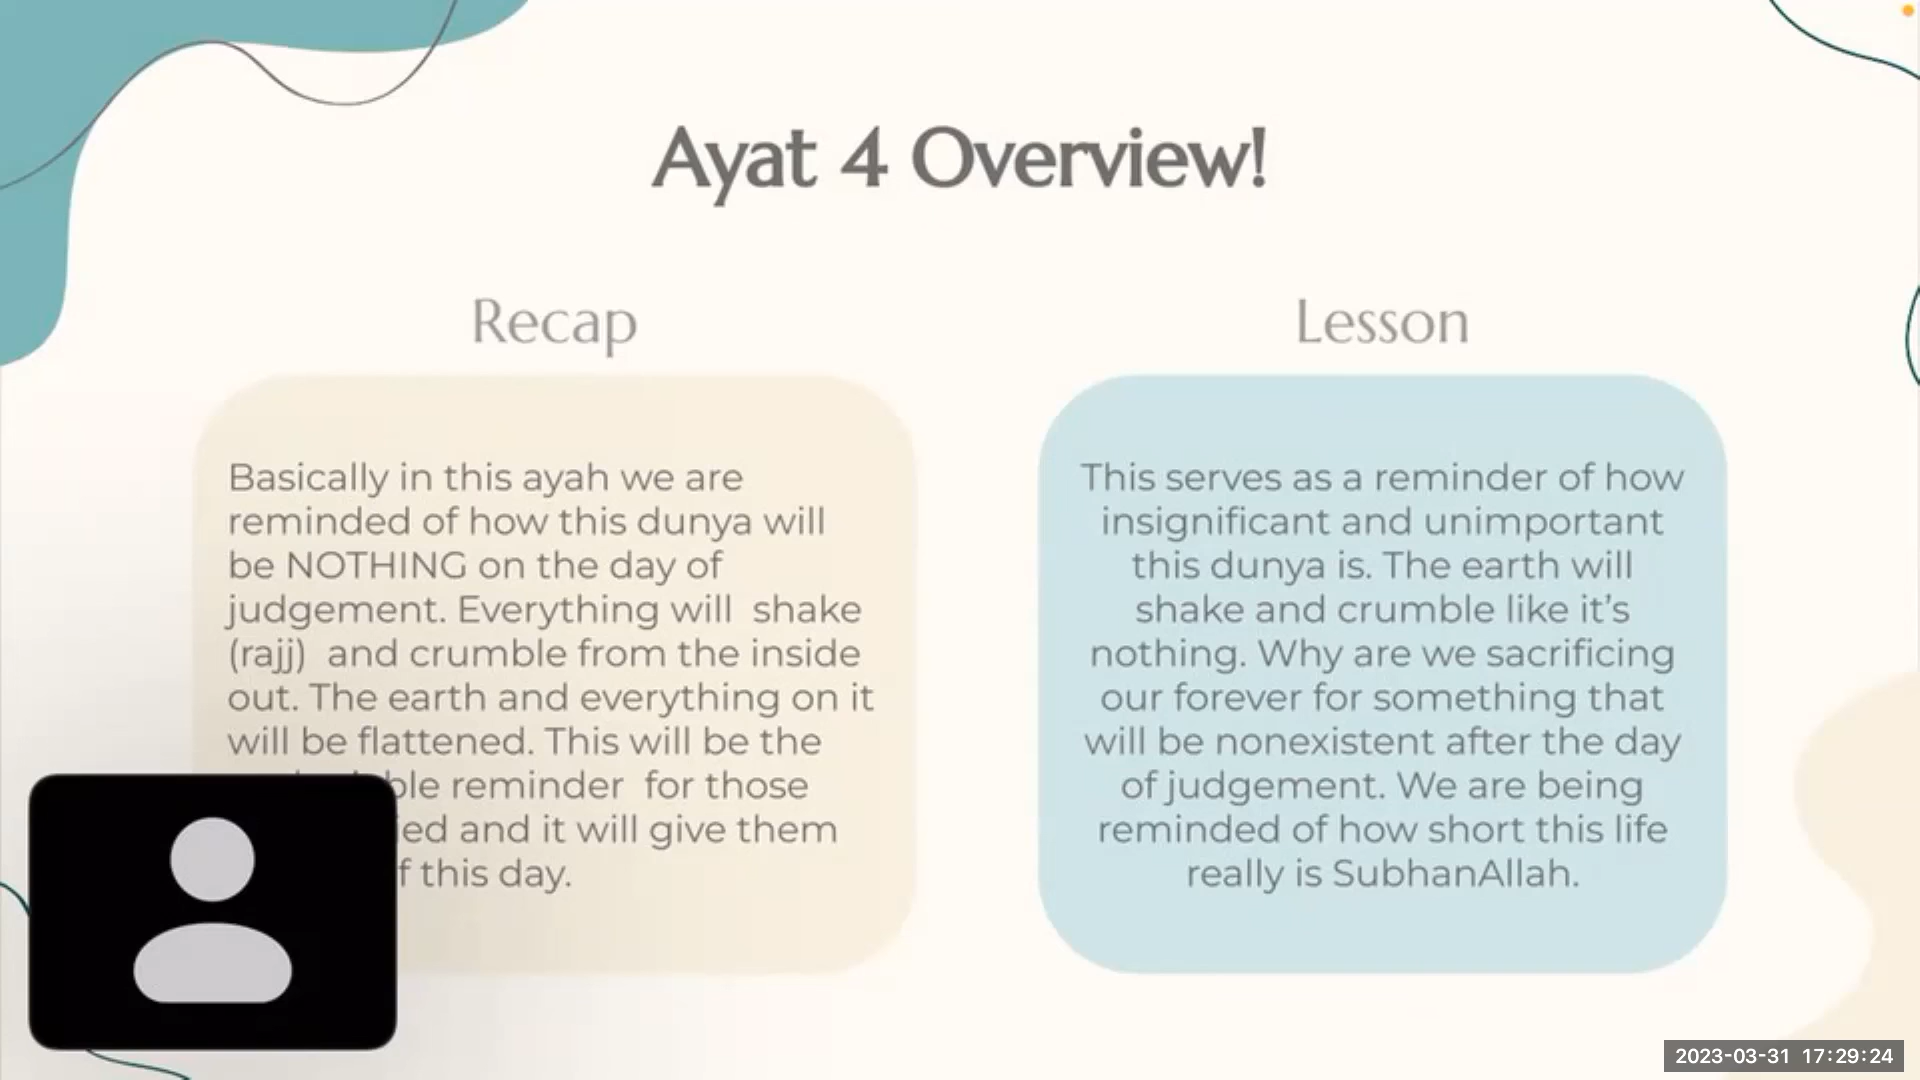 Ayat 4 Overview!
Recap
Basically in this ayah we are
reminded of how this dunya will
be NOTHING on the day of
judgement. Everything will  shake
(rajj)  and crumble from the inside
out. The earth and everything on it
will be flattened. This will be the
reminder  for those
and it will give them
this day.
Lesson
This serves as a reminder of how
insignificant and unimportant
this dunya is. The earth will
shake and crumble like it’s
nothing. Why are we sacrificing
our forever for something that
will be nonexistent after the day
of judgement. We are being
reminded of how short this life
really is SubhanAllah.
2023-03-31 17:29:24